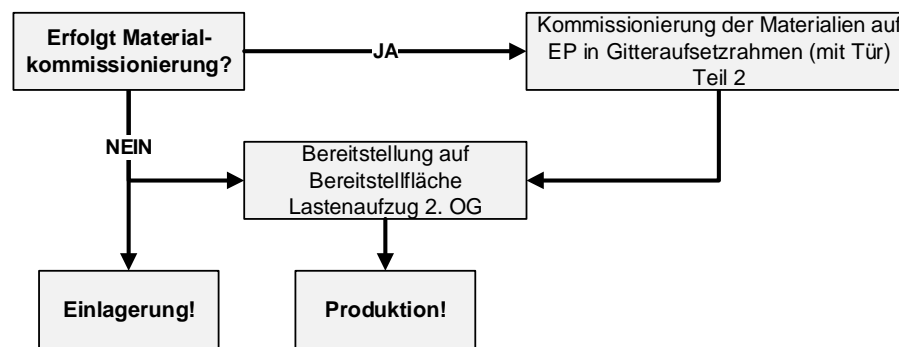 Erfolgt Material-
kommissionierung?
JA
Kommissionierung der Materialien auf
EP in Gitteraufsetzrahmen (mit Tür)
Teil 2
NEIN
Bereitstellung auf
Bereitstellfläche
Lastenaufzug 2. OG
Einlagerung!
Produktion!